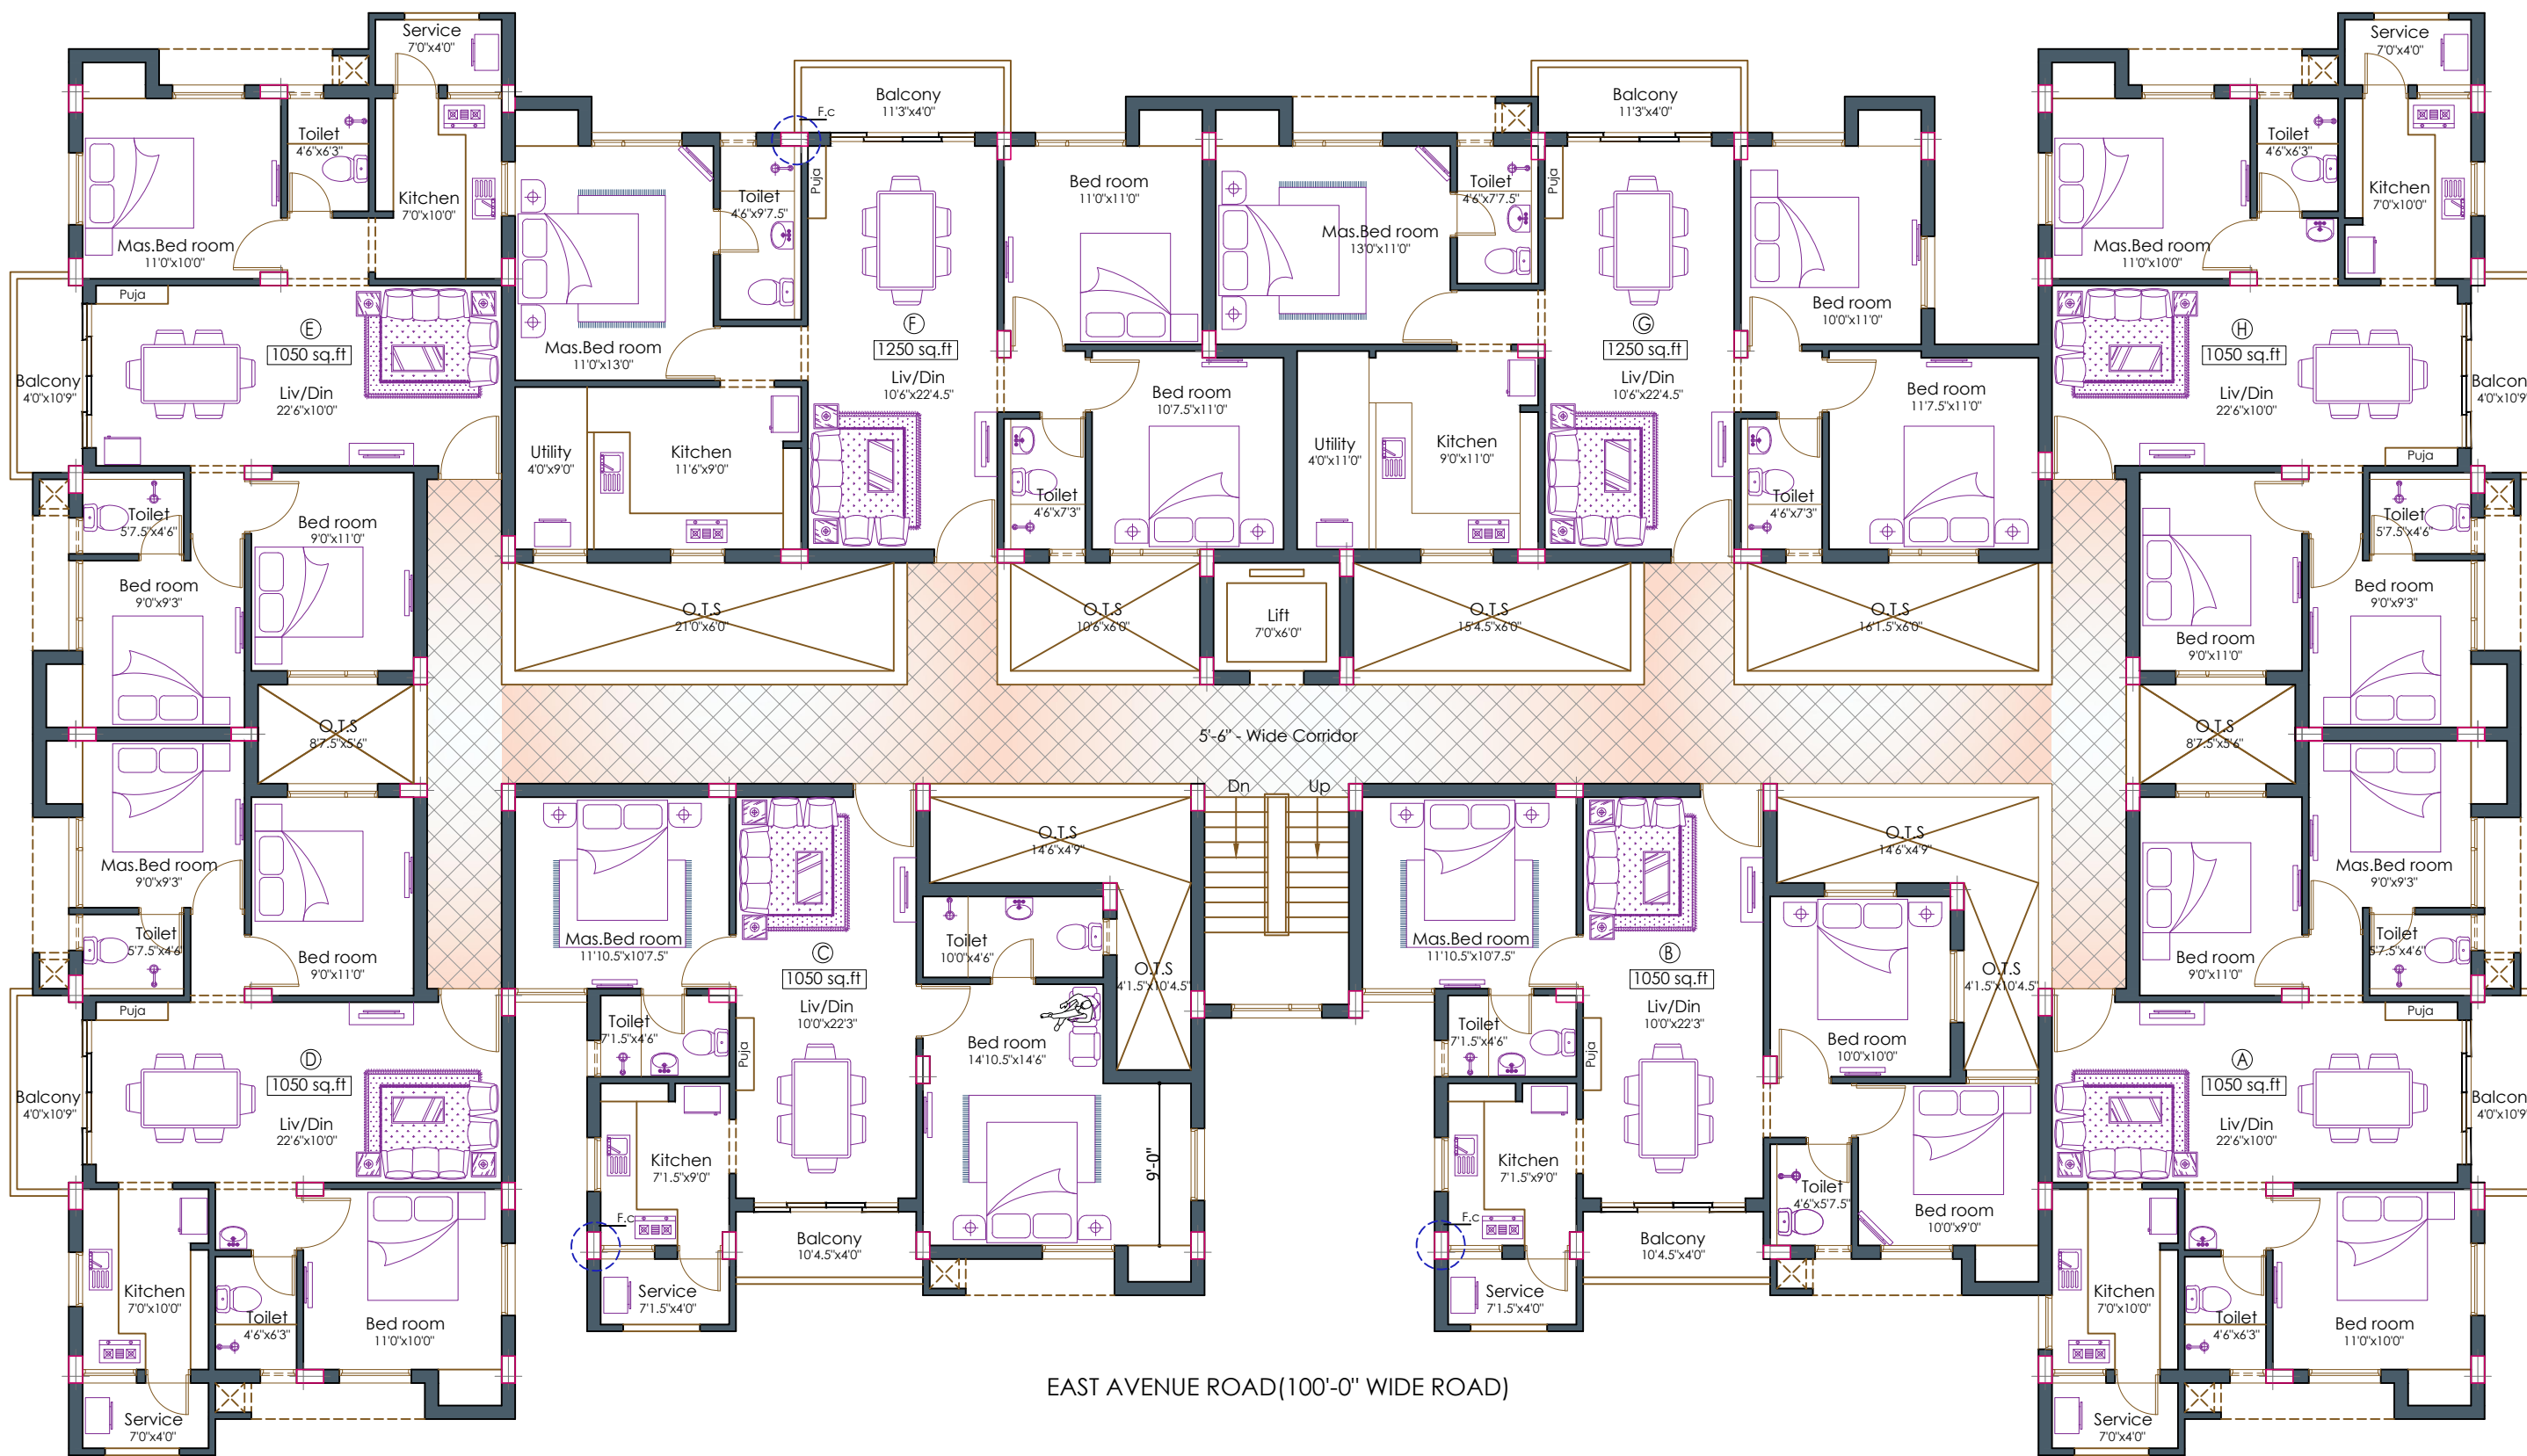 Service
7'0"x4'0"
Toilet
4'6"x6'3"
Kitchen
7'0"x10'0"
Mas.Bed room
11'0"x10'0"
Puja
E
1050 sq.ft
Liv/Din
22'6"x10'0"
Balcony
4'0"x10'9"
Toilet
5'7.5"x4'6"
Bed room
9'0"x11'0"
Bed room
9'0"x9'3"
O.T.S
8'7.5"x5'6"
Mas.Bed room
9'0"x9'3"
Toilet
5'7.5"x4'6"
Bed room
9'0"x11'0"
Puja
D
1050 sq.ft
Liv/Din
22'6"x10'0"
Balcony
4'0"x10'9"
Kitchen
7'0"x10'0"
Toilet
4'6"x6'3"
Bed room
11'0"x10'0"
Service
7'0"x4'0"
Balcony
11'3"x4'0"
F.c
Toilet
4'6"x9'7.5"
Puja
Mas.Bed room
11'0"x13'0"
F
1250 sq.ft
Liv/Din
10'6"x22'4.5"
Bed room
11'0"x11'0"
Utility
4'0"x9'0"
Kitchen
11'6"x9'0"
Bed room
10'7.5"x11'0"
Toilet
4'6"x7'3"
Balcony
11'3"x4'0"
Mas.Bed room
13'0"x11'0"
Toilet
4'6"x7'7.5"
Puja
G
1250 sq.ft
Liv/Din
10'6"x22'4.5"
Bed room
10'0"x11'0"
Utility
4'0"x11'0"
Kitchen
9'0"x11'0"
Bed room
11'7.5"x11'0"
Toilet
4'6"x7'3"
O.T.S
21'0"x6'0"
O.T.S
10'6"x6'0"
Lift
7'0"x6'0"
O.T.S
15'4.5"x6'0"
O.T.S
16'1.5"x6'0"
5'-6" - Wide Corridor
Dn
Up
Mas.Bed room
11'10.5"x10'7.5"
C
1050 sq.ft
Liv/Din
10'0"x22'3"
O.T.S
14'6"x4'9"
Toilet
10'0"x4'6"
O.T.S
4'1.5"x10'4.5"
Toilet
7'1.5"x4'6"
Puja
Bed room
14'10.5"x14'6"
9'-0"
Kitchen
7'1.5"x9'0"
F.c
Balcony
10'4.5"x4'0"
Service
7'1.5"x4'0"
Mas.Bed room
11'10.5"x10'7.5"
B
1050 sq.ft
Liv/Din
10'0"x22'3"
O.T.S
14'6"x4'9"
O.T.S
4'1.5"x10'4.5"
Bed room
10'0"x10'0"
Toilet
7'1.5"x4'6"
Puja
Kitchen
7'1.5"x9'0"
Toilet
4'6"x5'7.5"
Bed room
10'0"x9'0"
F.c
Balcony
10'4.5"x4'0"
Service
7'1.5"x4'0"
Service
7'0"x4'0"
Toilet
4'6"x6'3"
Kitchen
7'0"x10'0"
Mas.Bed room
11'0"x10'0"
H
1050 sq.ft
Liv/Din
22'6"x10'0"
Balcon
4'0"x10'9"
Puja
Toilet
5'7.5"x4'6"
Bed room
9'0"x9'3"
Bed room
9'0"x11'0"
O.T.S
8'7.5"x5'6"
Mas.Bed room
9'0"x9'3"
Toilet
5'7.5"x4'6"
Bed room
9'0"x11'0"
Puja
A
1050 sq.ft
Liv/Din
22'6"x10'0"
Balcon
4'0"x10'9"
Kitchen
7'0"x10'0"
Toilet
4'6"x6'3"
Bed room
11'0"x10'0"
Service
7'0"x4'0"
EAST AVENUE ROAD(100'-0" WIDE ROAD)